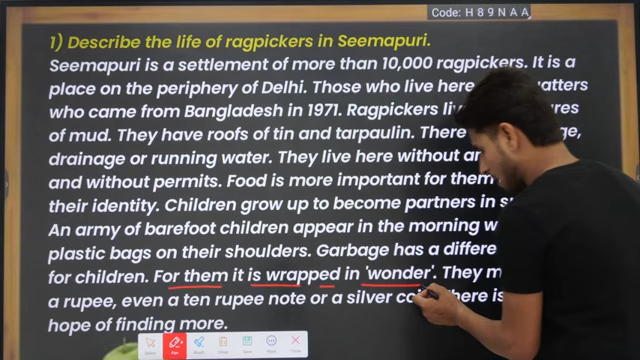 Code: H 8 9 N A A
1) Describe the life of ragpickers in Seemapuri.
Seemapuri is a settlement of more than 10,000 ragpickers. It is a
place on the periphery of Delhi. Those who live here
who came from Bangladesh in 1971. Ragpickers
of mud. They have roofs of tin and tarpaulin. There
drainage or running water. They live here without
and without permits. Food is more important for them
their identity. Children grow up to become partners in
An army of barefoot children appear in the morning
plastic bags on their shoulders. Garbage has a
for children. For them it is wrapped in 'wonder'. They
a rupee, even a ten rupee note or a silver
hope of finding more.
Select
Pen
Save
Close